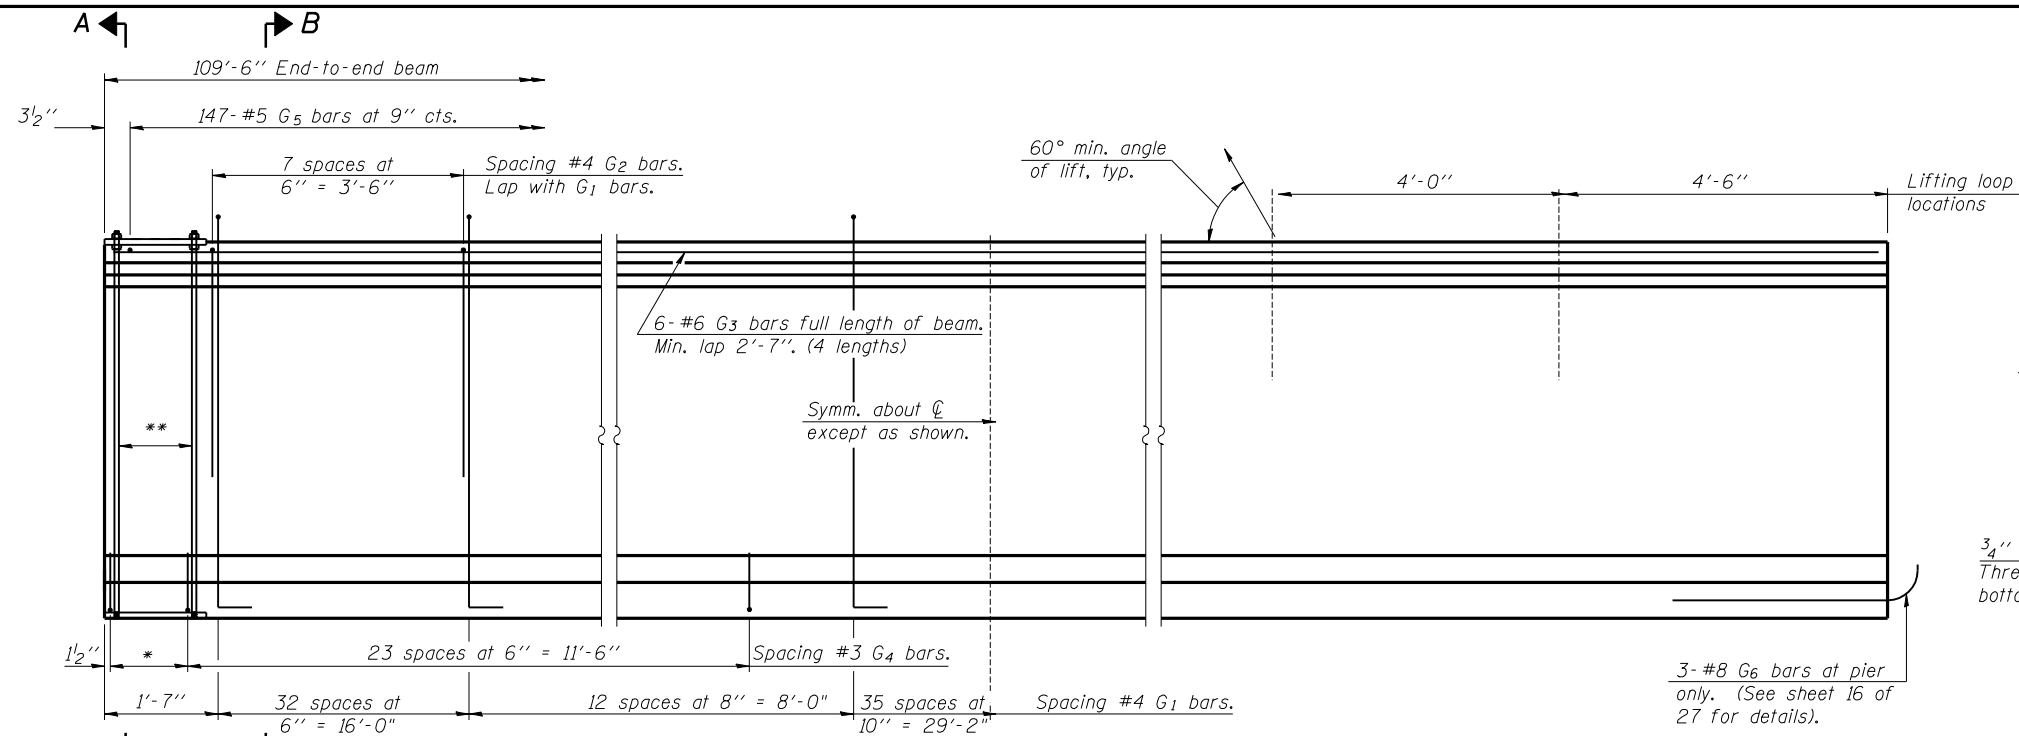 A B
109'-6'' End-to-end beam
3½''
147-#5 G5 bars at 9'' cts.
7 spaces at
6'' = 3'-6''
Spacing #4 G2 bars.
Lap with G1 bars.
60° min. angle
of lift, typ.
4'-0''
4'-6''
Lifting loop
locations
6-#6 G3 bars full length of beam.
Min. lap 2'-7''. (4 lengths)
Symm. about ℄
except as shown.
**
¾''
Thre
botto
1½''
*
23 spaces at 6'' = 11'-6''
Spacing #3 G4 bars.
3-#8 G6 bars at pier
only. (See sheet 16 of
27 for details).
1'-7''
32 spaces at
6'' = 16'-0"
12 spaces at 8'' = 8'-0"
35 spaces at
10'' = 29'-2"
Spacing #4 G1 bars.